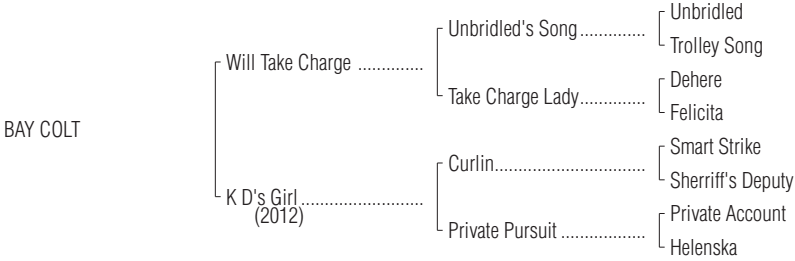 Unbridled
Unbridled's Song..............
Trolley Song
Will Take Charge ..............
Dehere
Take Charge Lady..............
Felicita
BAY COLT
Smart Strike
Curlin................................
Sherriff's Deputy
K D's Girl..........................
(2012)
Private Account
Private Pursuit ..................
Helenska